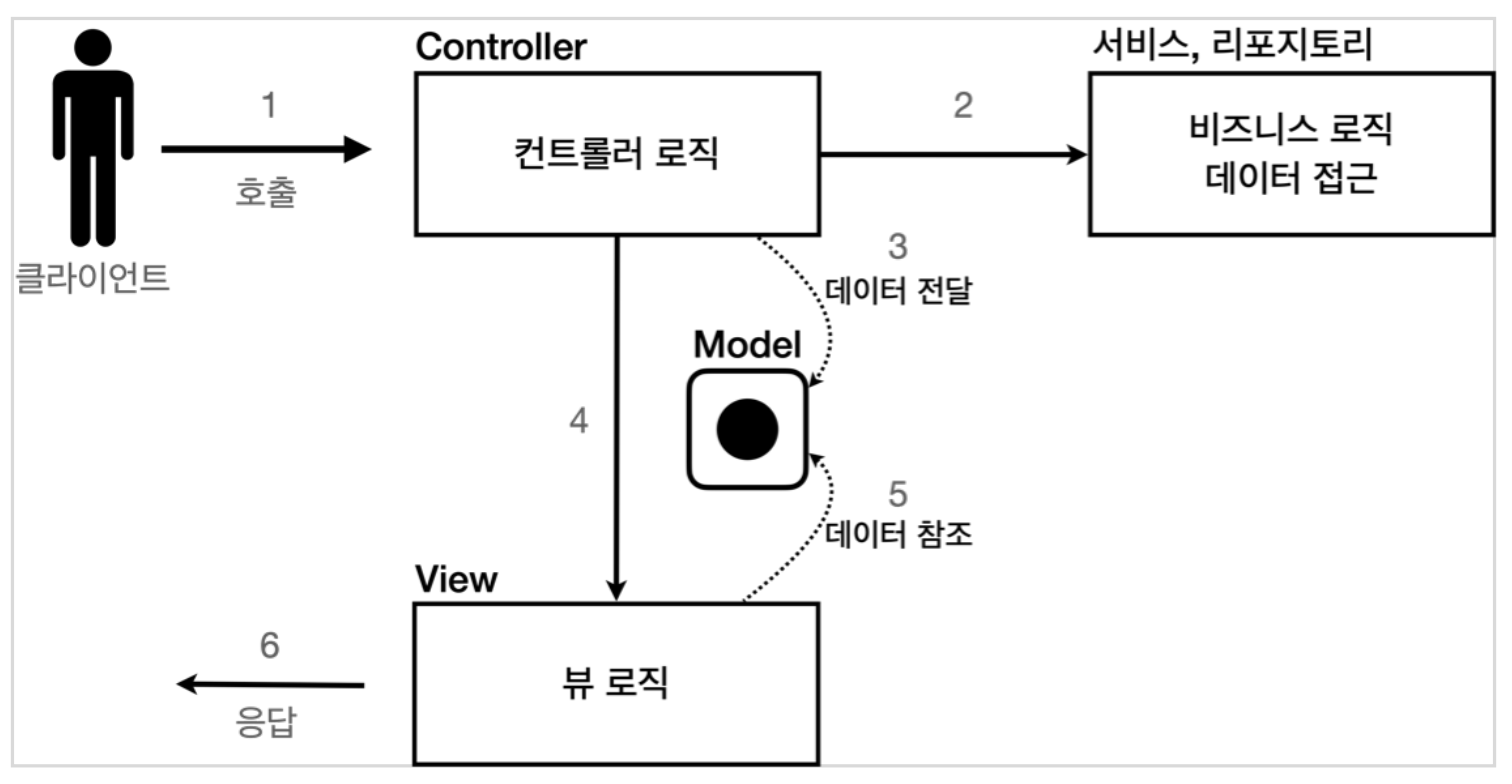 Controller
서비스, 리포지토리
1
호출
클라이언트
컨트롤러 로직
2
비즈니스 로직
데이터 접근
3
데이터 전달
Model
4
5
데이터 참조
View
뷰 로직
6
응답